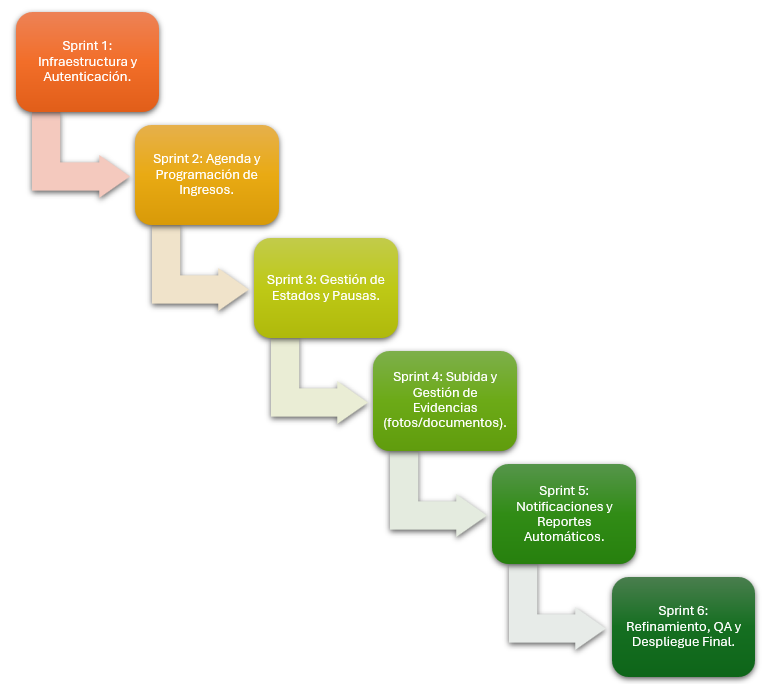 Sprint 1:
Infraestructura y
Autenticación.
Sprint 2: Agenda y
Programación de
Ingresos.
Sprint 3: Gestión de
Estados y Pausas.
Sprint 4: Subida y
Gestión de
Evidencias
(fotos/documentos).
Sprint 5:
Notificaciones y
Reportes
Automáticos.
Sprint 6:
Refinamiento, QA y
Despliegue Final.